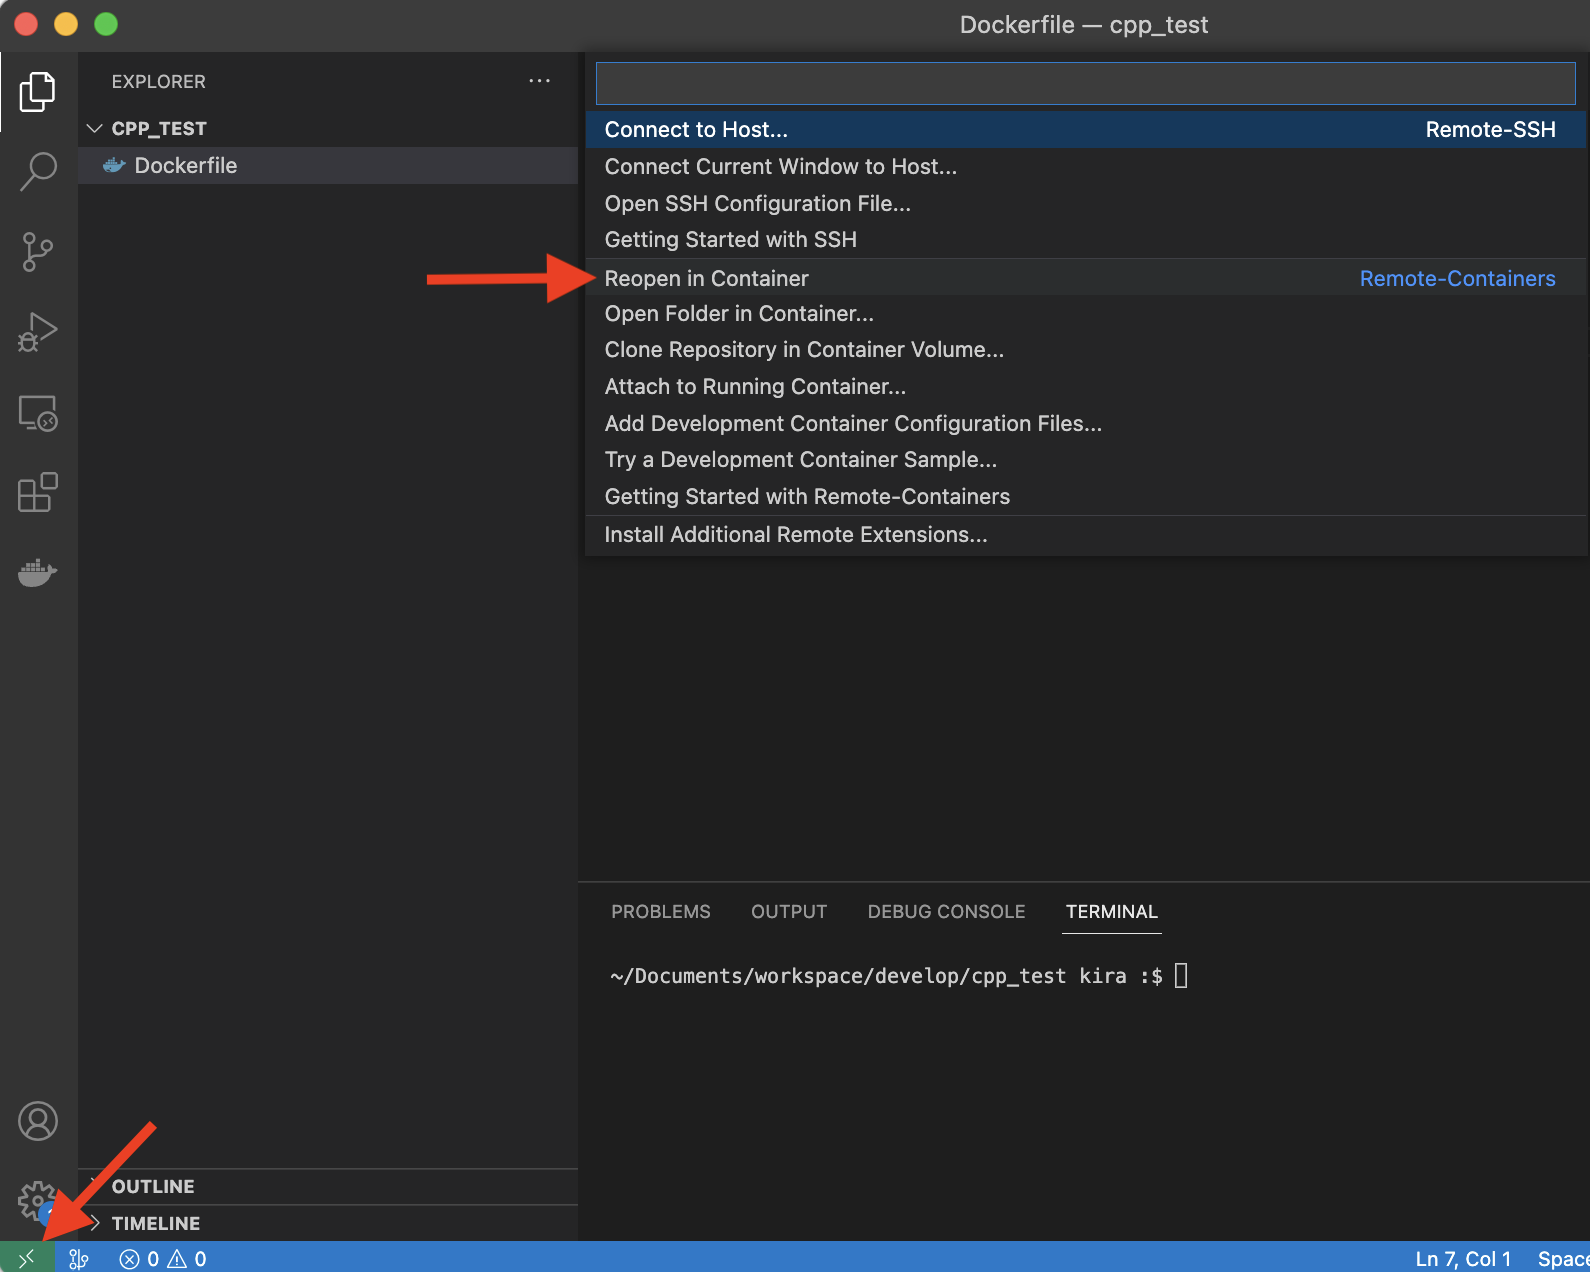 Dockerfile — cpp_test
EXPLORER
CPP_TEST
Dockerfile
Connect to Host... Remote-SSH
Connect Current Window to Host...
Open SSH Configuration File...
Getting Started with SSH
Reopen in Container Remote-Containers
Open Folder in Container...
Clone Repository in Container Volume...
Attach to Running Container...
Add Development Container Configuration Files...
Try a Development Container Sample...
Getting Started with Remote-Containers
Install Additional Remote Extensions...
PROBLEMS OUTPUT DEBUG CONSOLE TERMINAL
~/Documents/workspace/develop/cpp_test kira :$
OUTLINE
TIMELINE
0 0 Ln 7, Col 1